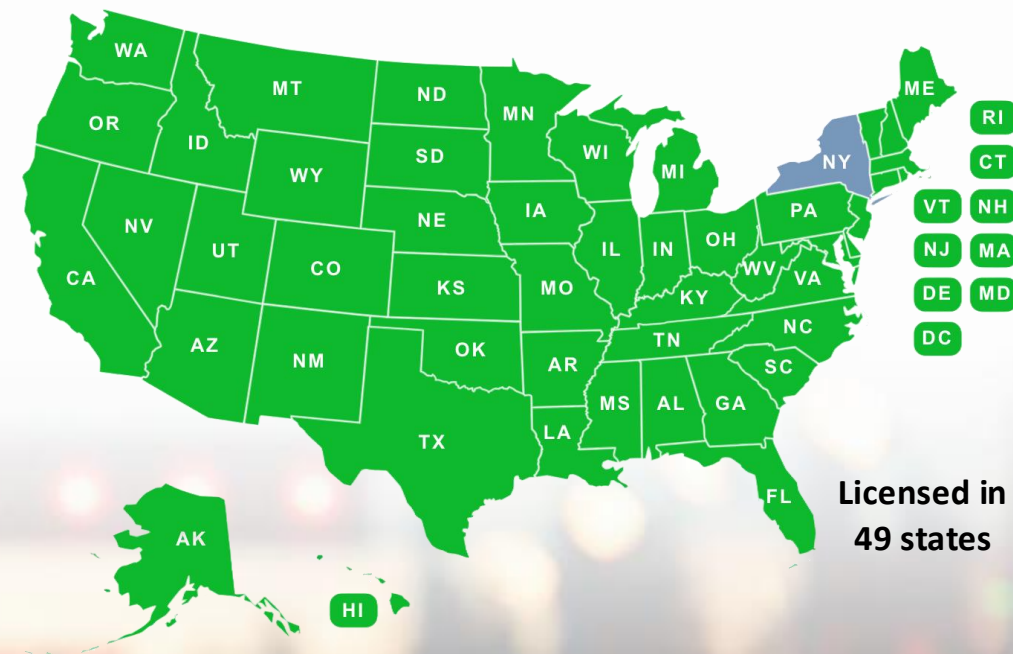 WA
MT
ND
MN
ME
OR
ID
SD
WI
MI
NY
RI
WY
CT
NV
NE
IA
PA
VT
NH
UT
CO
IL
IN
OH
NJ
MA
CA
KS
MO
WV
VA
DE
MD
KY
AZ
NM
OK
TN
NC
DC
AR
SC
MS
AL
GA
TX
LA
FL
Licensed in
49 states
AK
HI